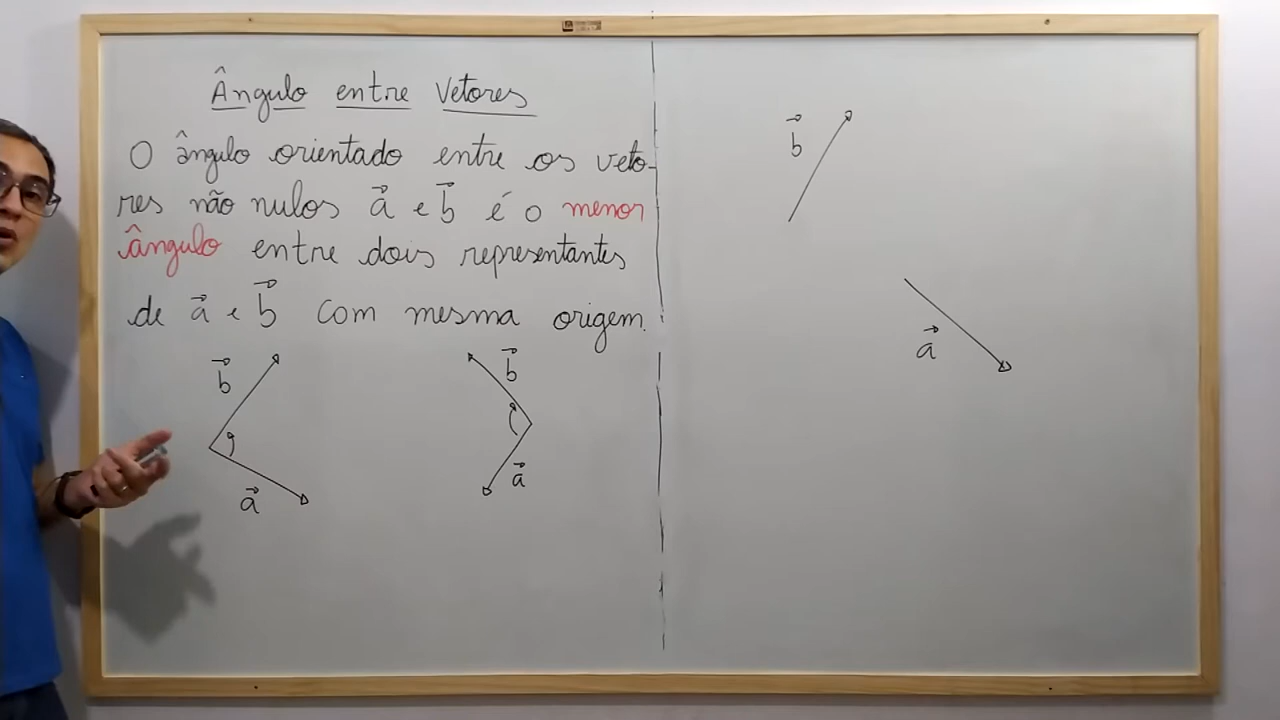 Ângulo entre Vetores
O ângulo orientado entre os veto-
res não nulos a⃗ e b⃗ é o menor
ângulo entre dois representantes
de a⃗ e b⃗ com mesma origem.
b⃗
a⃗
b⃗
a⃗
b⃗
a⃗